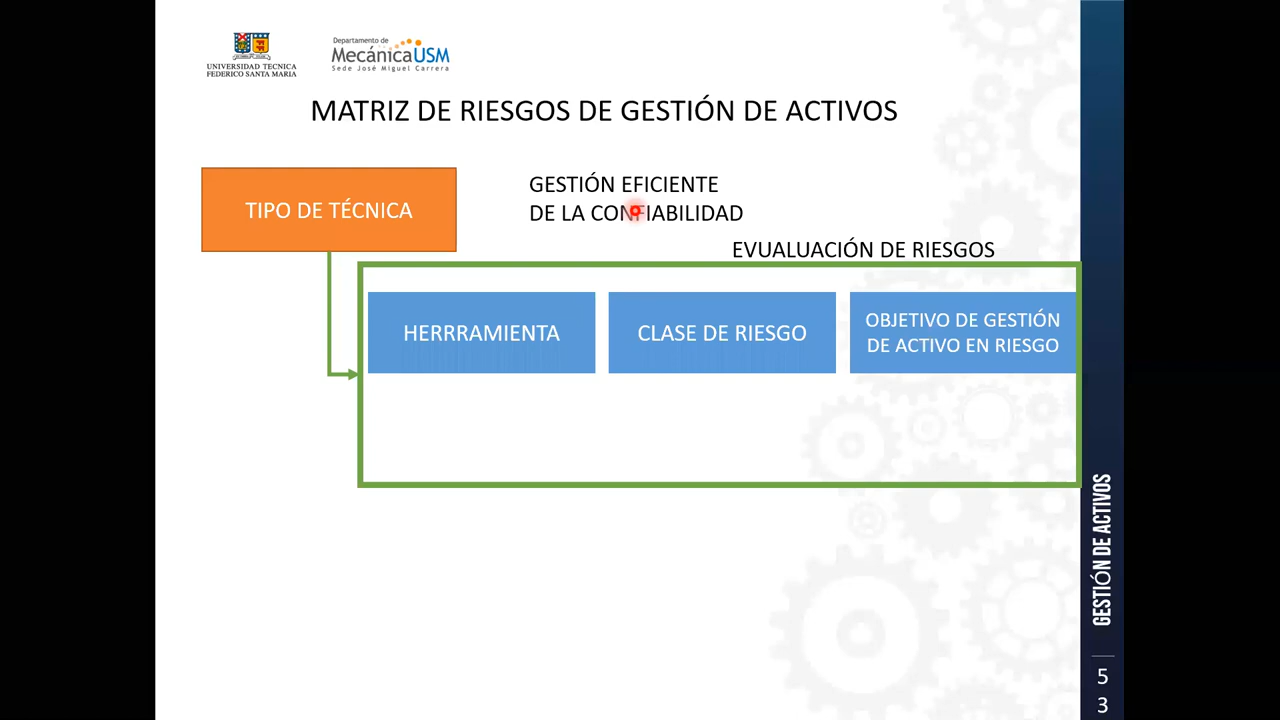 UNIVERSIDAD TECNICA
FEDERICO SANTA MARIA
Departamento de
MecánicaUSM
Sede José Miguel Carrera
MATRIZ DE RIESGOS DE GESTIÓN DE ACTIVOS
TIPO DE TÉCNICA
GESTIÓN EFICIENTE
DE LA CONFIABILIDAD
EVUALUACIÓN DE RIESGOS
HERRRAMIENTA
CLASE DE RIESGO
OBJETIVO DE GESTIÓN
DE ACTIVO EN RIESGO
GESTIÓN DE ACTIVOS
5
3